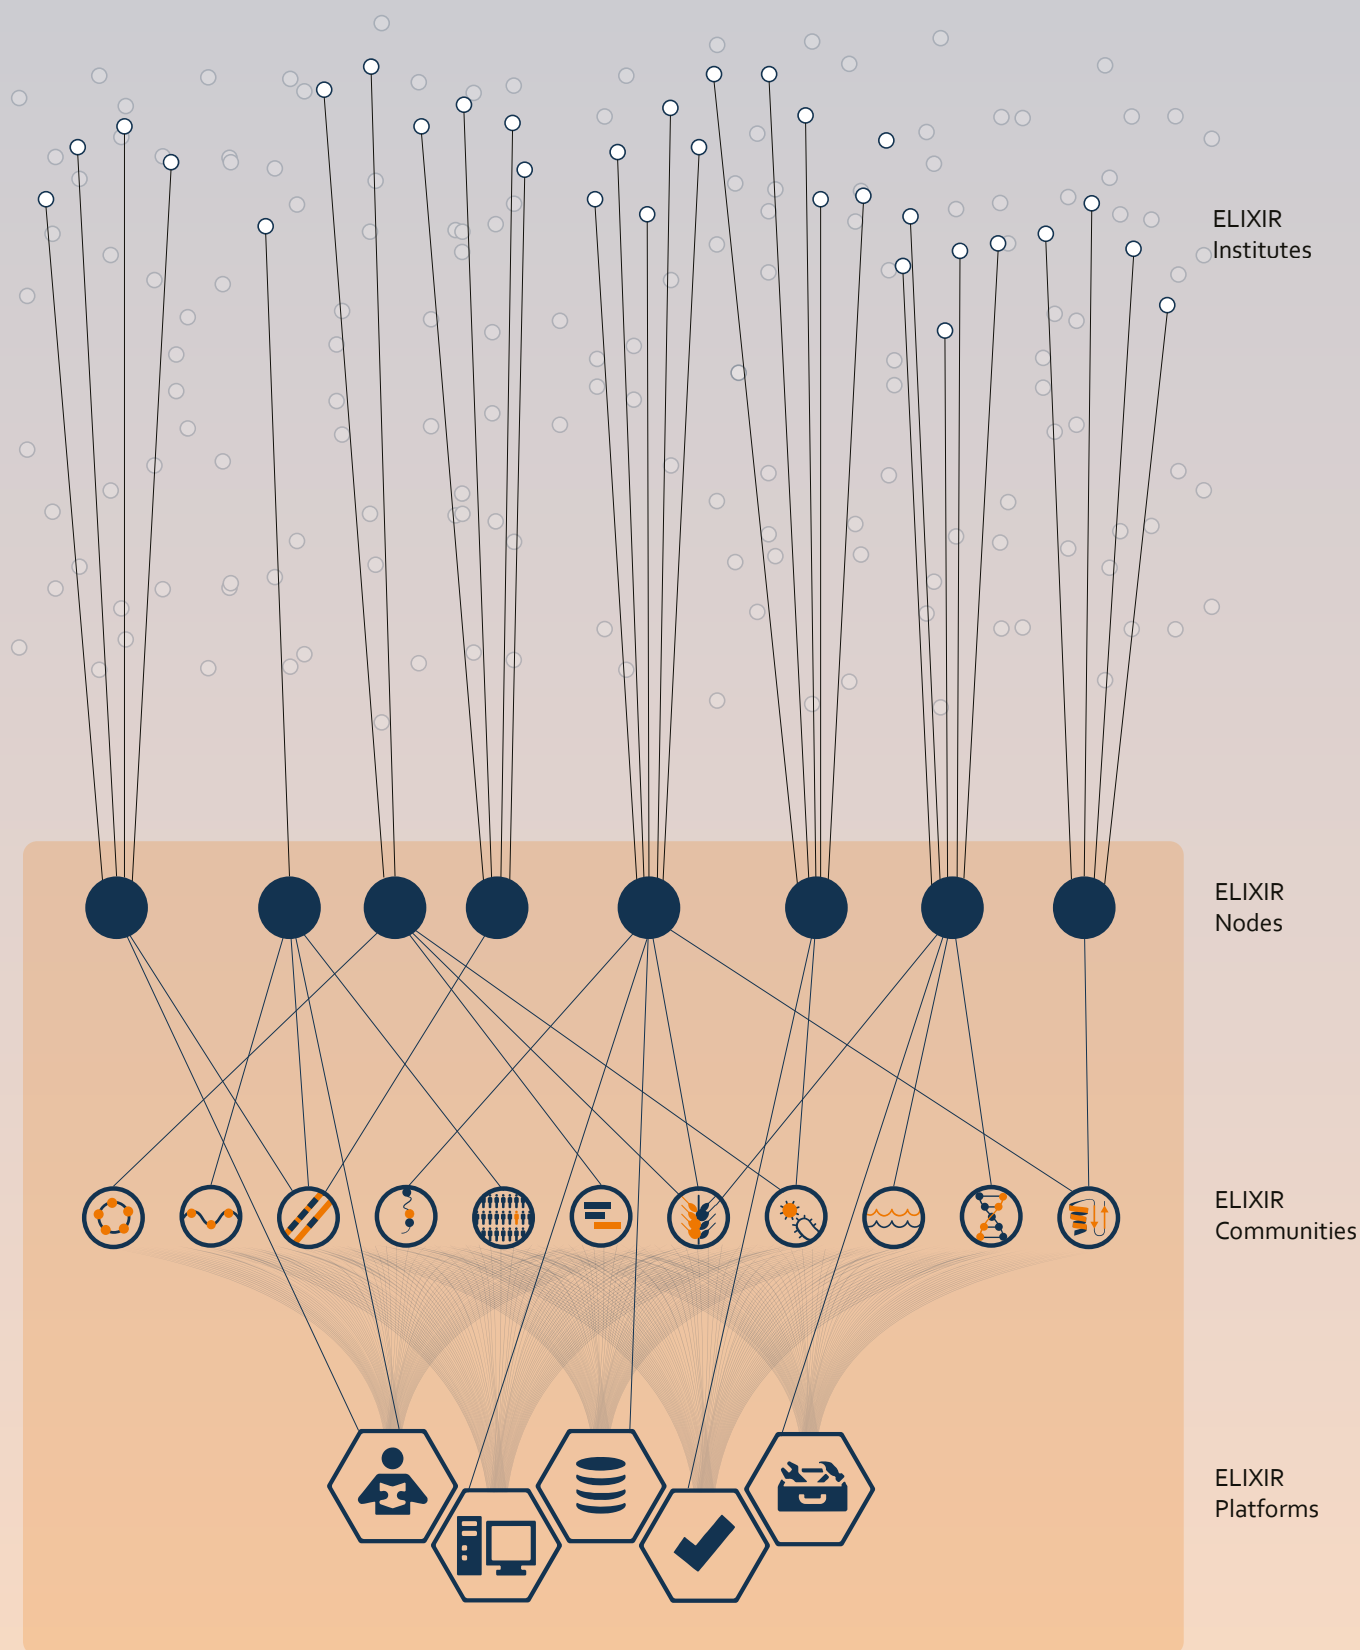 ELIXIR
Institutes
ELIXIR
Nodes
ELIXIR
Communities
ELIXIR
Platforms